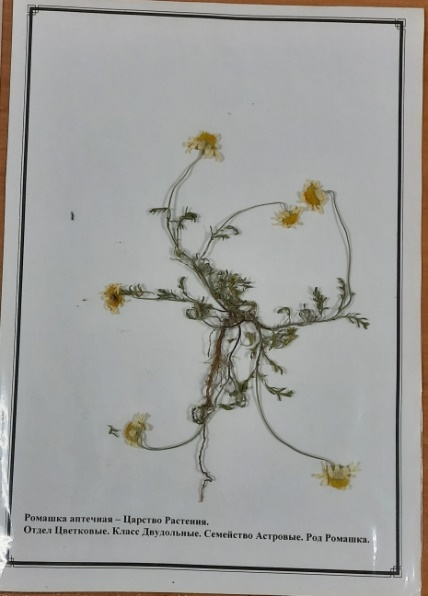 Ромашка аптечная – Царство Растения.
Отдел Цветковые. Класс Двудольные. Семейство Астровые. Род Ромашка.